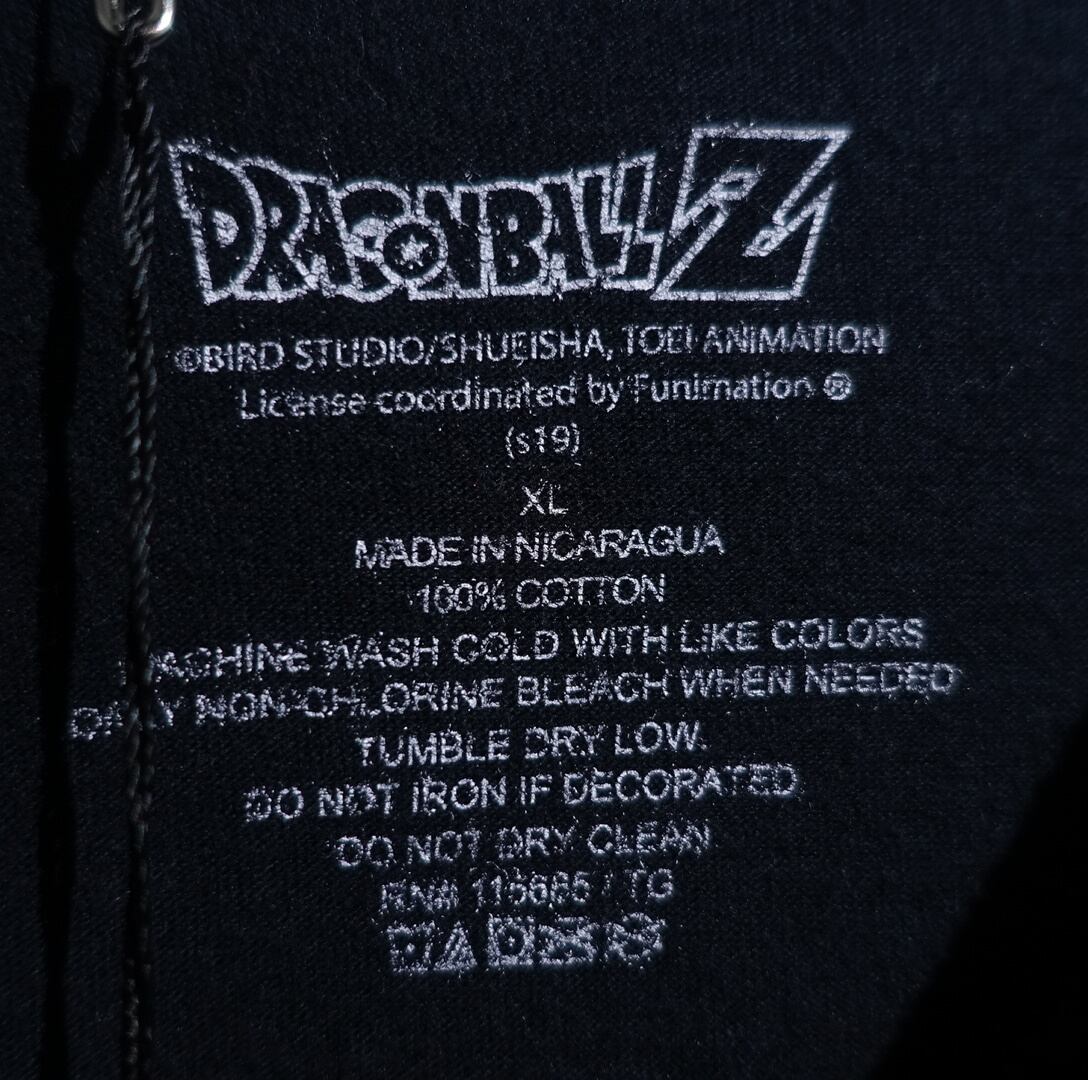 DRAGONBALL Z
©BIRD STUDIO/SHUEISHA, TOEI ANIMATION
License coordinated by Funimation ®
(s19)
XL
MADE IN NICARAGUA
100% COTTON
MACHINE WASH COLD WITH LIKE COLORS
ONLY NON-CHLORINE BLEACH WHEN NEEDED
TUMBLE DRY LOW.
DO NOT IRON IF DECORATED
DO NOT DRY CLEAN
RN# / TG